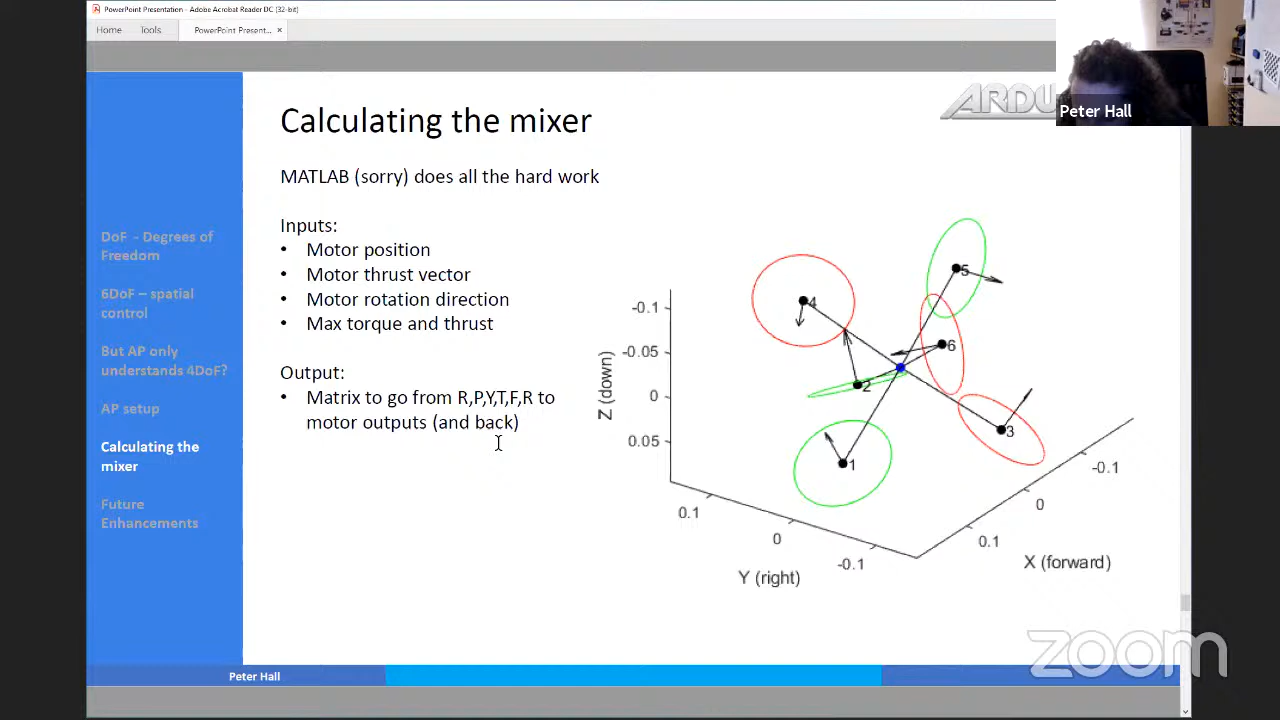 PowerPoint Presentation - Adobe Acrobat Reader DC (32-bit)
Home Tools PowerPoint Present... ×
Peter Hall
ARDU
Calculating the mixer
MATLAB (sorry) does all the hard work
Inputs:
• Motor position
• Motor thrust vector
• Motor rotation direction
• Max torque and thrust
Output:
• Matrix to go from R,P,Y,T,F,R to
motor outputs (and back)
DoF - Degrees of
Freedom
6DoF – spatial
control
But AP only
understands 4DoF?
AP setup
Calculating the
mixer
Future
Enhancements
-0.1
-0.05
0
0.05
Z (down)
0.1
0
-0.1
Y (right)
0.1
0
-0.1
X (forward)
1
2
3
4
5
6
Peter Hall
zoom